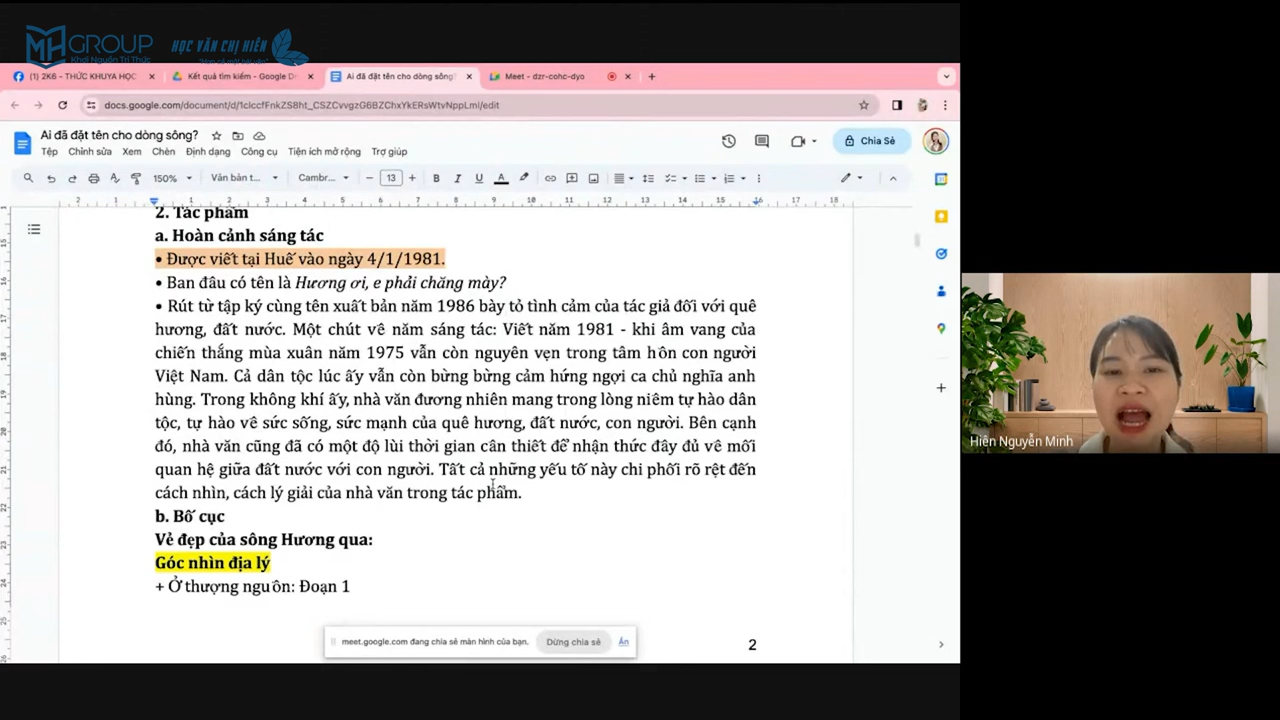 MH GROUP
Khơi Nguồn Tri Thức
HỌC VĂN CHỊ HIÊN
(1) 2K6 - THỨC KHUYA HỌC
Kết quả tìm kiếm - Google Dr
Ai đã đặt tên cho dòng sông?
Meet - dzr-cohc-dyo
docs.google.com/document/d/1clccfFnkZS8ht_CSZCvvgzG6BZChxYkERsWtvNppLmI/edit
Ai đã đặt tên cho dòng sông?
Tệp Chỉnh sửa Xem Chèn Định dạng Công cụ Tiện ích mở rộng Trợ giúp
Chia Sẻ
150% Văn bản t... Cambr... 13
2. Tác phẩm
a. Hoàn cảnh sáng tác
• Được viết tại Huế vào ngày 4/1/1981.
• Ban đầu có tên là Hương ơi, e phải chăng mày?
• Rút từ tập ký cùng tên xuất bản năm 1986 bày tỏ tình cảm của tác giả đối với quê
hương, đất nước. Một chút về năm sáng tác: Viết năm 1981 - khi âm vang của
chiến thắng mùa xuân năm 1975 vẫn còn nguyên vẹn trong tâm hồn con người
Việt Nam. Cả dân tộc lúc ấy vẫn còn bừng bừng cảm hứng ngợi ca chủ nghĩa anh
hùng. Trong không khí ấy, nhà văn đương nhiên mang trong lòng niềm tự hào dân
tộc, tự hào về sức sống, sức mạnh của quê hương, đất nước, con người. Bên cạnh
đó, nhà văn cũng đã có một độ lùi thời gian cần thiết để nhận thức đầy đủ về mối
quan hệ giữa đất nước với con người. Tất cả những yếu tố này chi phối rõ rệt đến
cách nhìn, cách lý giải của nhà văn trong tác phẩm.
b. Bố cục
Vẻ đẹp của sông Hương qua:
Góc nhìn địa lý
+ Ở thượng nguồn: Đoạn 1
meet.google.com đang chia sẻ màn hình của bạn.
Dừng chia sẻ
Ẩn
2
Hiên Nguyễn Minh